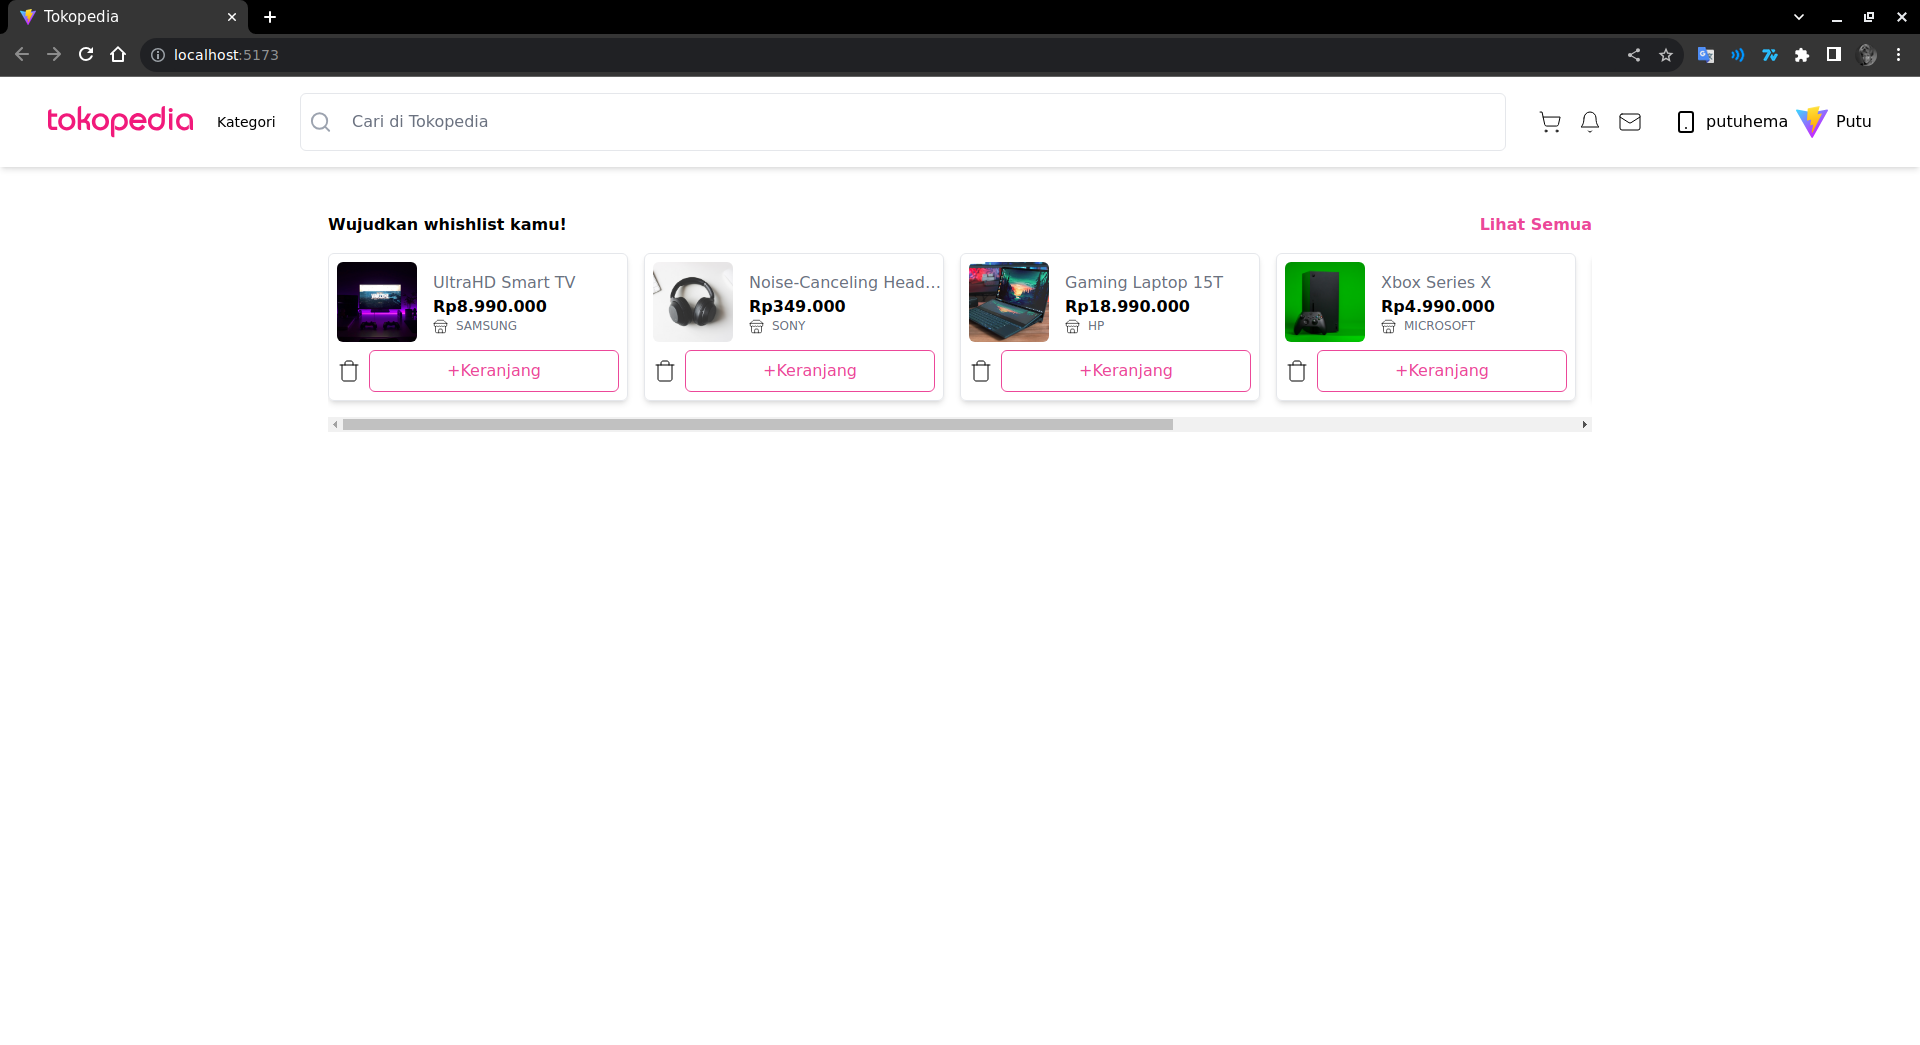 Tokopedia
localhost:5173
tokopedia
Kategori
Cari di Tokopedia
putuhema
Putu
Wujudkan whishlist kamu!
Lihat Semua
UltraHD Smart TV
Rp8.990.000
SAMSUNG
+Keranjang
Noise-Canceling Head...
Rp349.000
SONY
+Keranjang
Gaming Laptop 15T
Rp18.990.000
HP
+Keranjang
Xbox Series X
Rp4.990.000
MICROSOFT
+Keranjang